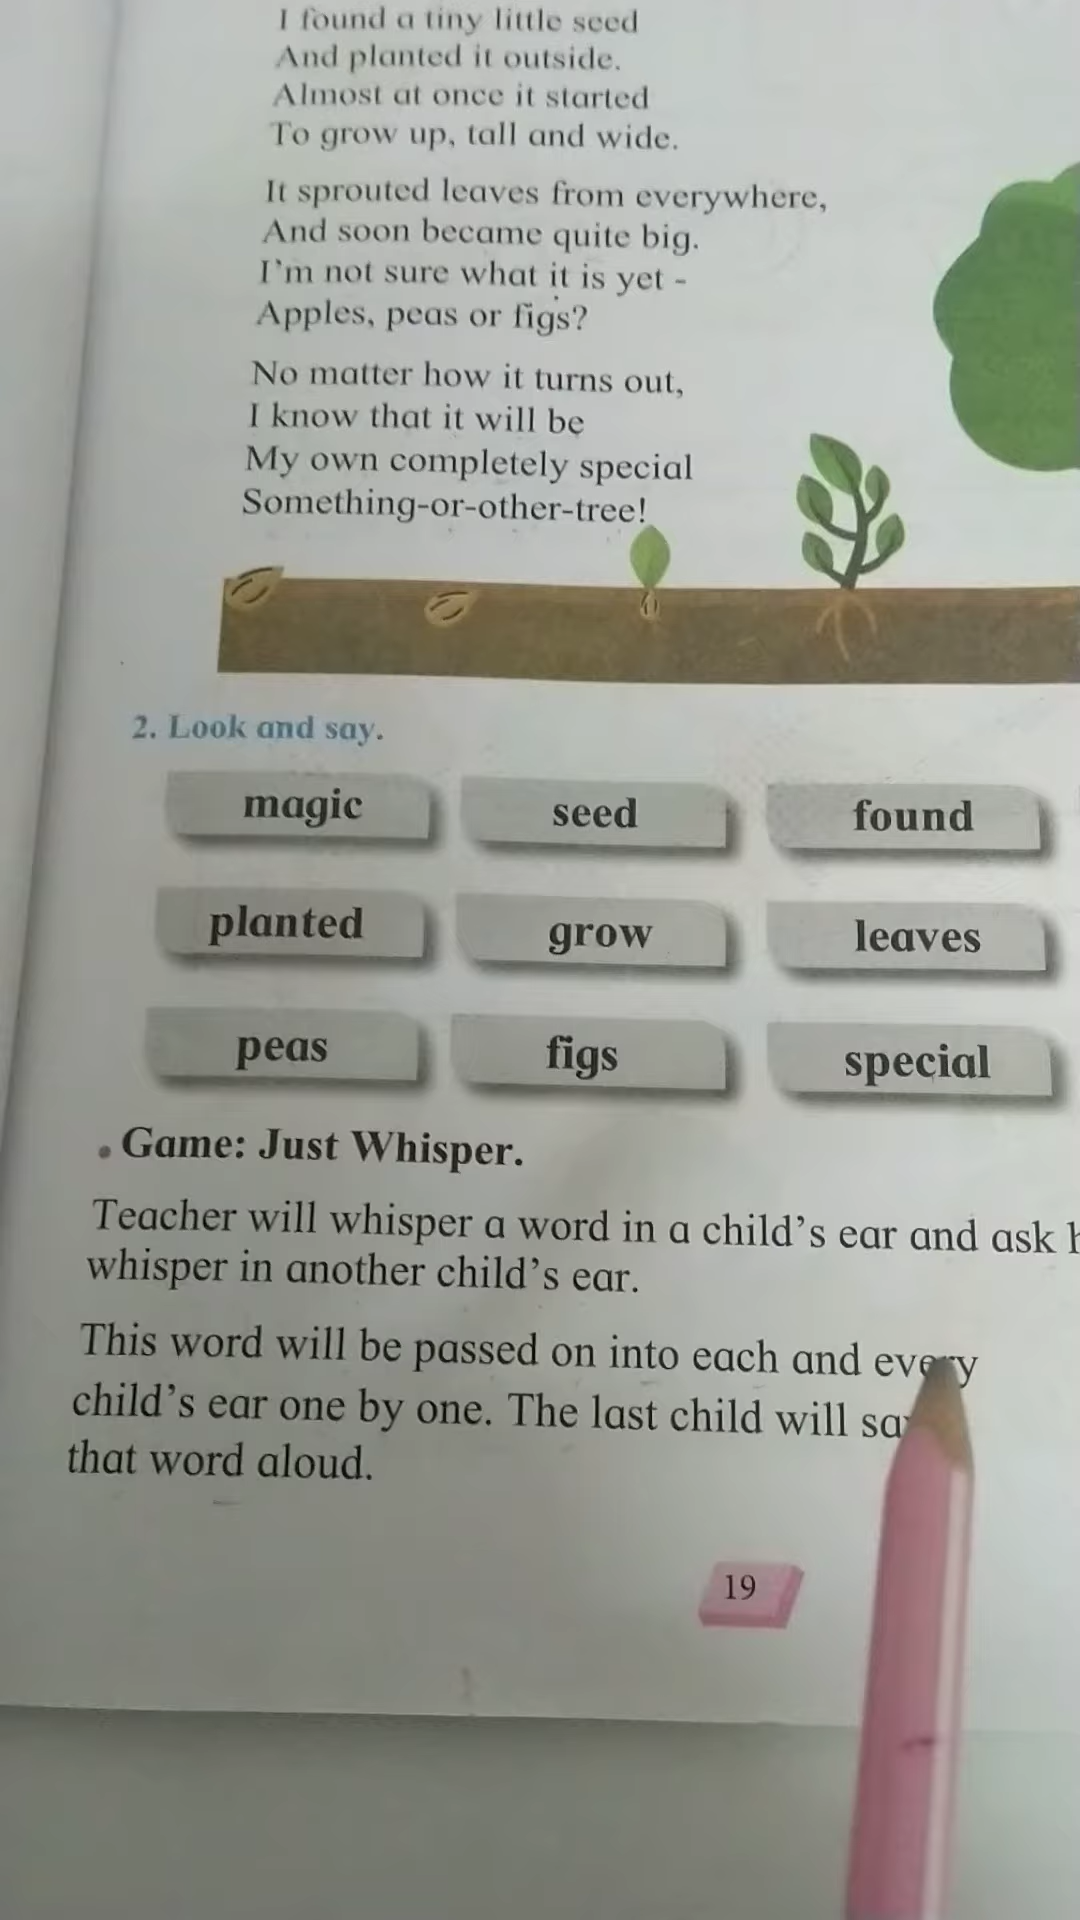 I found a tiny little seed
And planted it outside.
Almost at once it started
To grow up, tall and wide.
It sprouted leaves from everywhere,
And soon became quite big.
I'm not sure what it is yet -
Apples, peas or figs?
No matter how it turns out,
I know that it will be
My own completely special
Something-or-other-tree!
2. Look and say.
magic seed found
planted grow leaves
peas figs special
• Game: Just Whisper.
Teacher will whisper a word in a child's ear and ask
whisper in another child's ear.
This word will be passed on into each and every
child's ear one by one. The last child will
that word aloud.
19